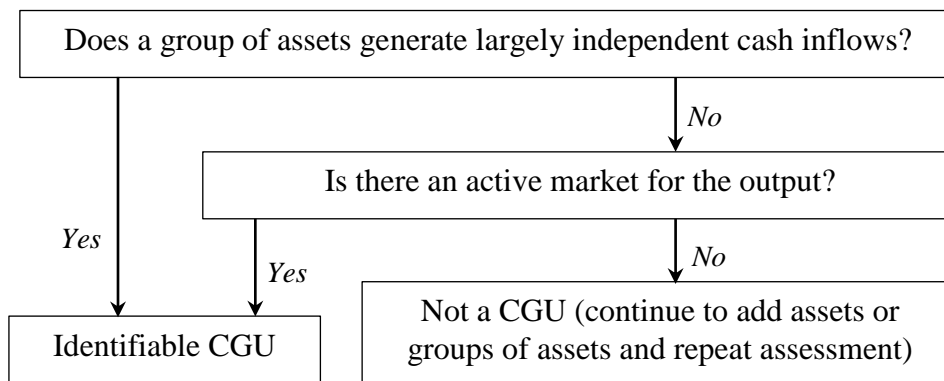 Does a group of assets generate largely independent cash inflows?
No
Is there an active market for the output?
Yes
Yes
No
Not a CGU (continue to add assets or
groups of assets and repeat assessment)
Identifiable CGU